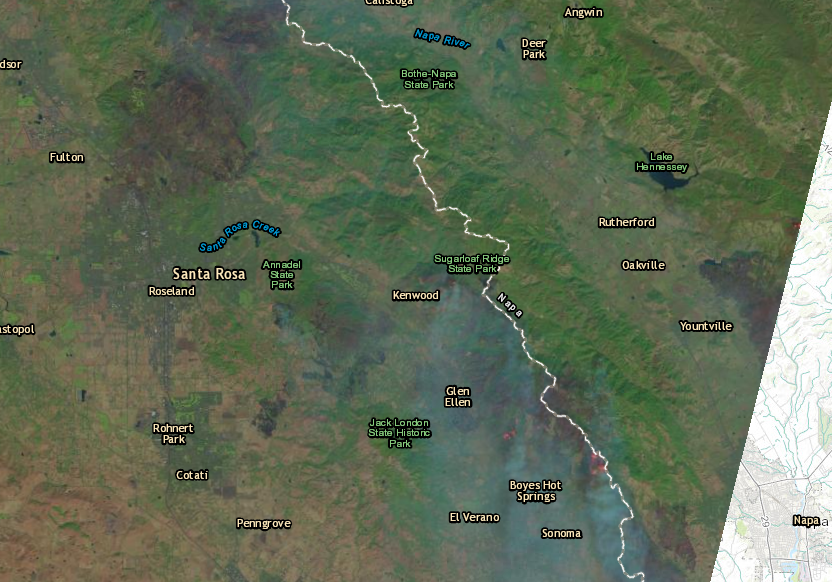 Calistoga
Angwin
Napa River
Deer
Park
dsor
Bothe-Napa
State Park
Fulton
Lake
Hennessey
Rutherford
Santa Rosa Creek
Sugarloaf Ridge
State Park
Oakville
Annadel
State
Park
Santa Rosa
Roseland
Kenwood
Napa
astopol
Yountville
Glen
Ellen
Jack London
State Historic
Park
Rohnert
Park
Cotati
Boyes Hot
Springs
El Verano
Penngrove
Sonoma
Napa